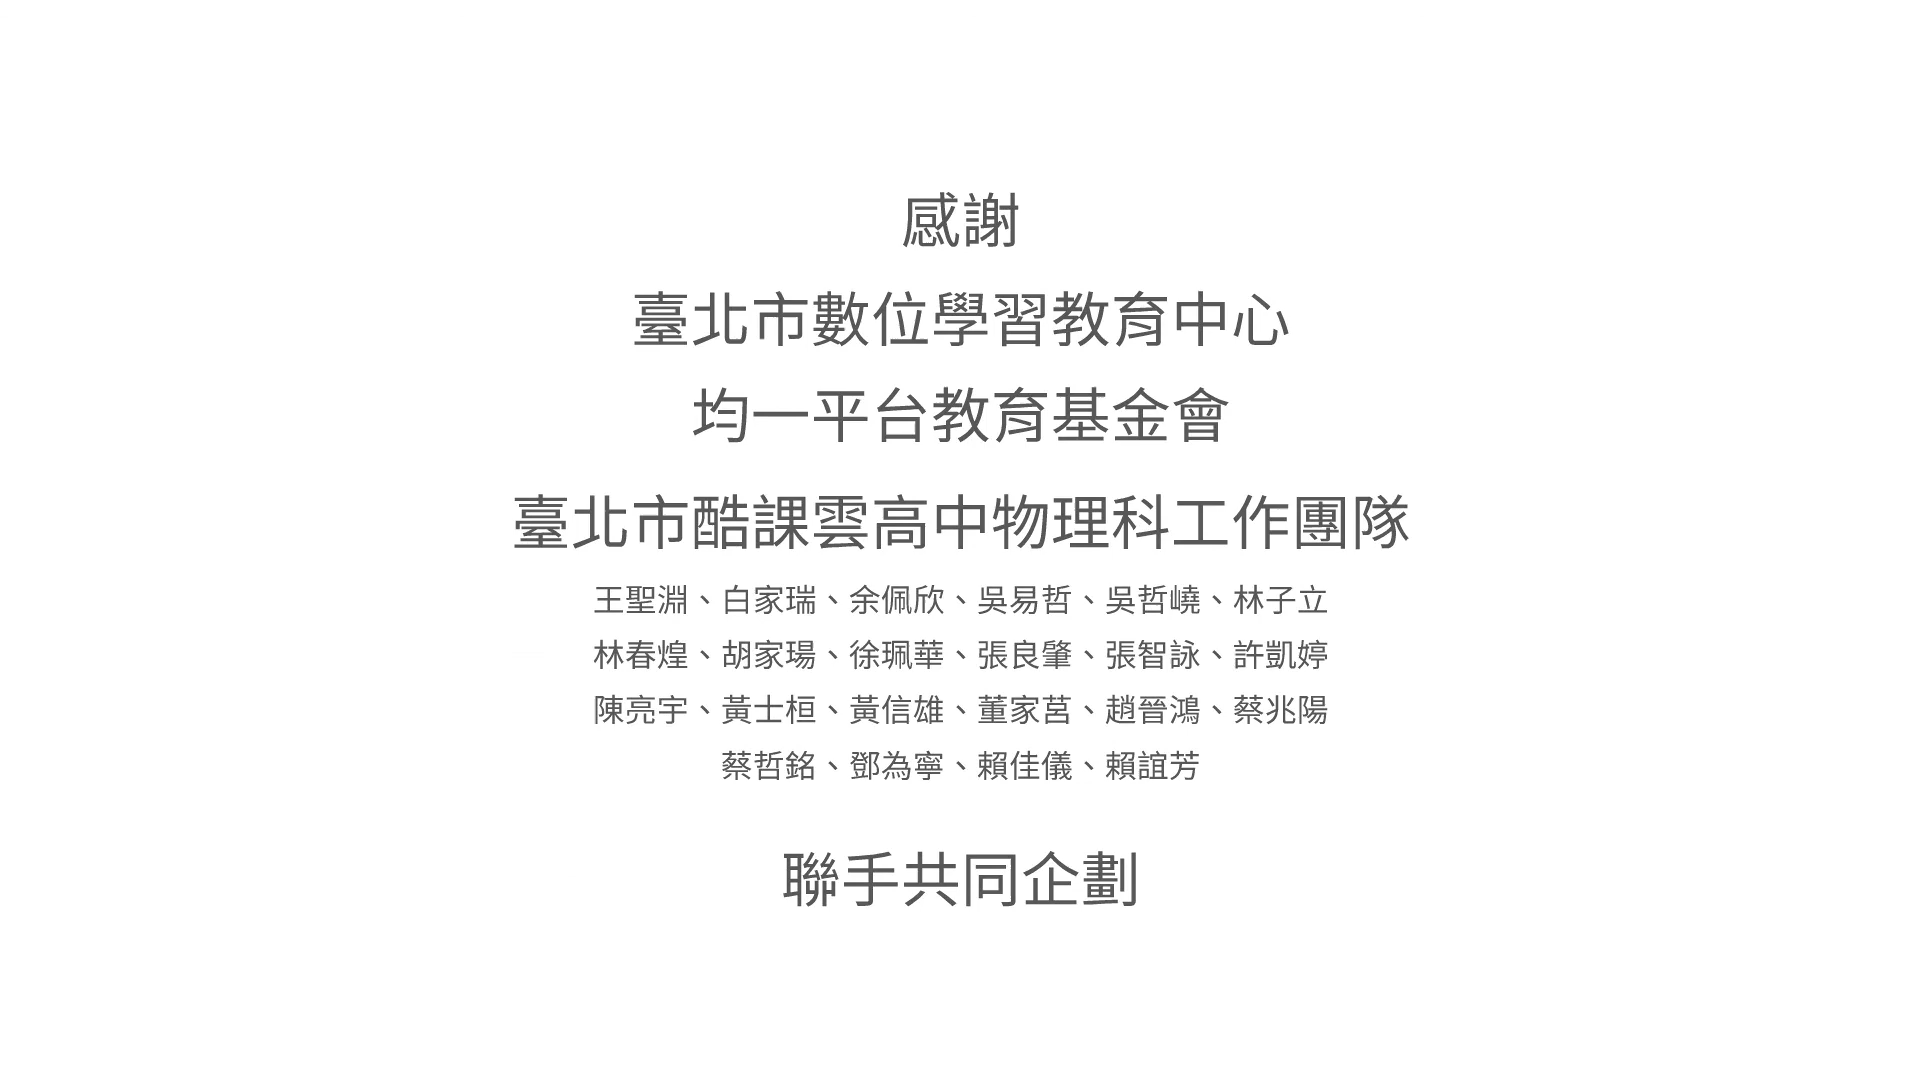 感謝
臺北市數位學習教育中心
均一平台教育基金會
臺北市酷課雲高中物理科工作團隊
王聖淵、白家瑞、余佩欣、吳易哲、吳哲嶢、林子立
林春煌、胡家瑒、徐珮華、張良肇、張智詠、許凱婷
陳亮宇、黃士桓、黃信雄、董家莒、趙晉鴻、蔡兆陽
蔡哲銘、鄧為寧、賴佳儀、賴誼芳
聯手共同企劃